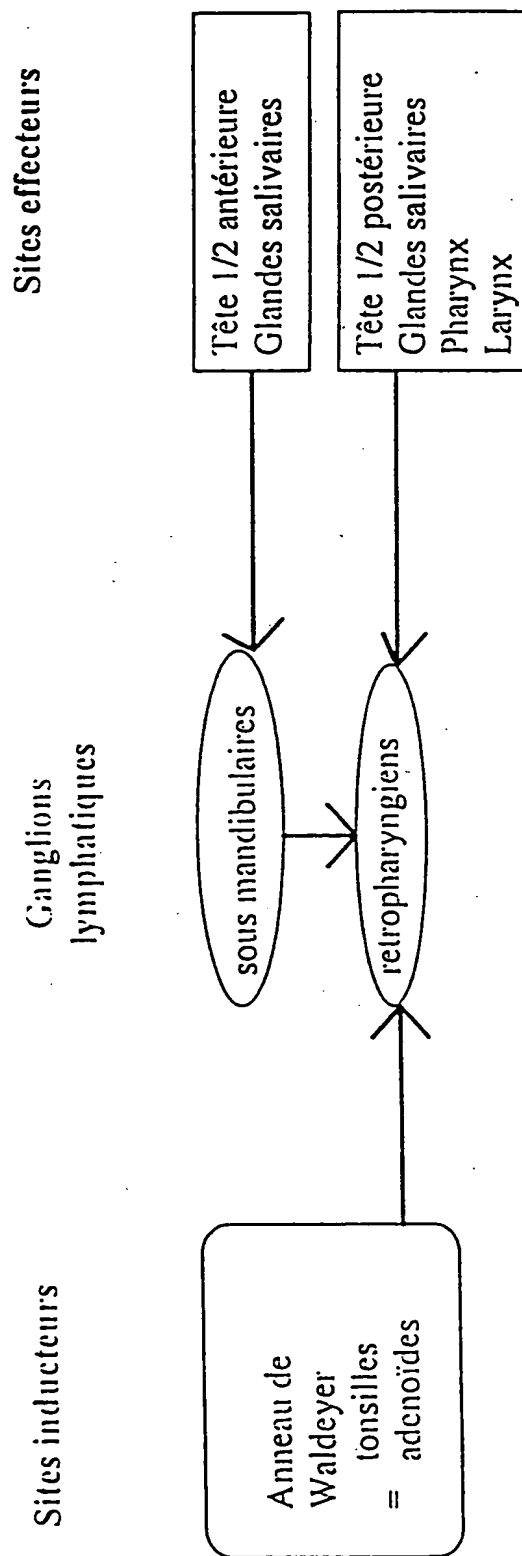 Sites inducteurs
Ganglions
lymphatiques
Sites effecteurs
Anneau de
Waldeyer
tonsilles
= adenoïdes
sous mandibulaires
retropharyngiens
Tête 1/2 antérieure
Glandes salivaires
Tête 1/2 postérieure
Glandes salivaires
Pharynx
Larynx